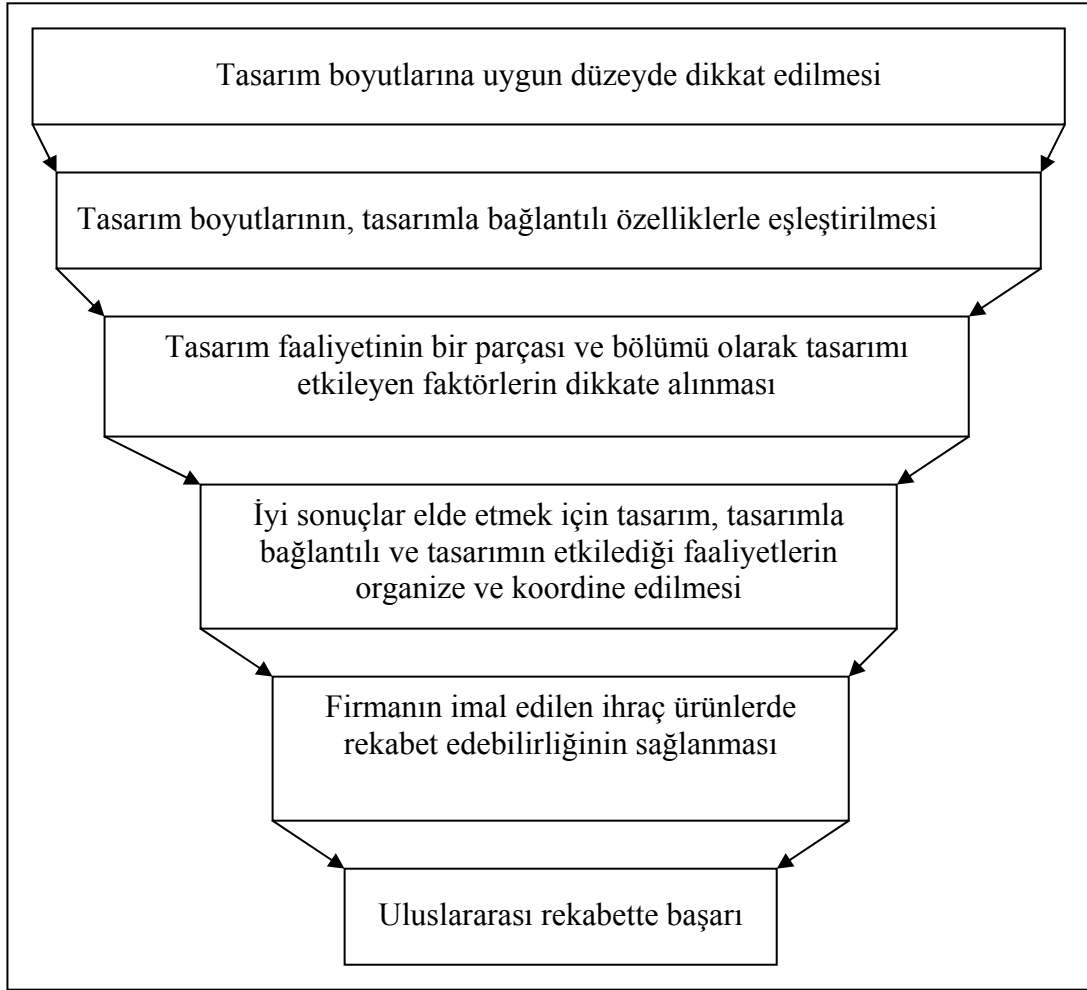 Tasarım boyutlarına uygun düzeyde dikkat edilmesi
Tasarım boyutlarının, tasarımla bağlantılı özelliklerle eşleştirilmesi
Tasarım faaliyetinin bir parçası ve bölümü olarak tasarımı
etkileyen faktörlerin dikkate alınması
İyi sonuçlar elde etmek için tasarım, tasarımla
bağlantılı ve tasarımın etkilediği faaliyetlerin
organize ve koordine edilmesi
Firmanın imal edilen ihraç ürünlerde
rekabet edebilirliğinin sağlanması
Uluslararası rekabette başarı